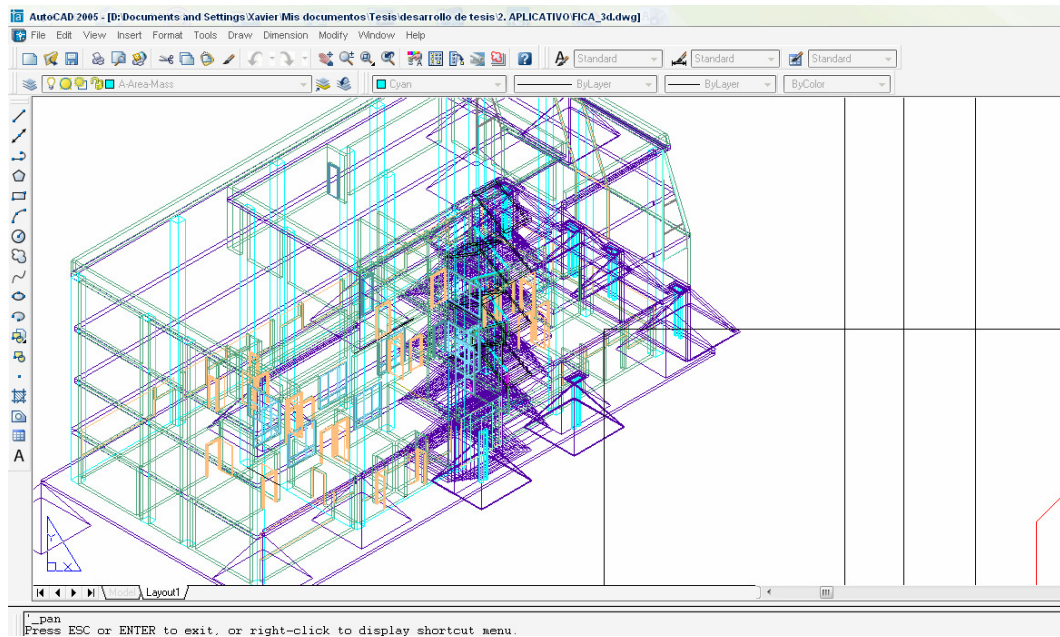 AutoCAD 2005 - [D:\Documents and Settings\Xavier\Mis documentos\Tesis\desarrollo de tesis\2. APLICATIVO\FICA_3d.dwg]
File Edit View Insert Format Tools Draw Dimension Modify Window Help
Standard Standard Standard
A-Area-Mass Cyan ByLayer ByLayer ByColor
Y
X
Model Layout1
'_pan
Press ESC or ENTER to exit, or right-click to display shortcut menu.